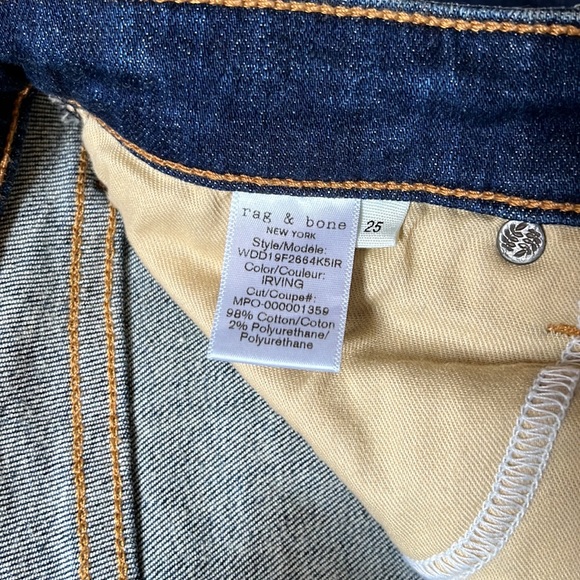 rag & bone
NEW YORK
Style/Modèle:
WDD19F2664K5IR
Color/Couleur:
IRVING
Cut/Coupe#:
MPO-000001359
98% Cotton/Coton
2% Polyurethane/
Polyurethane
25